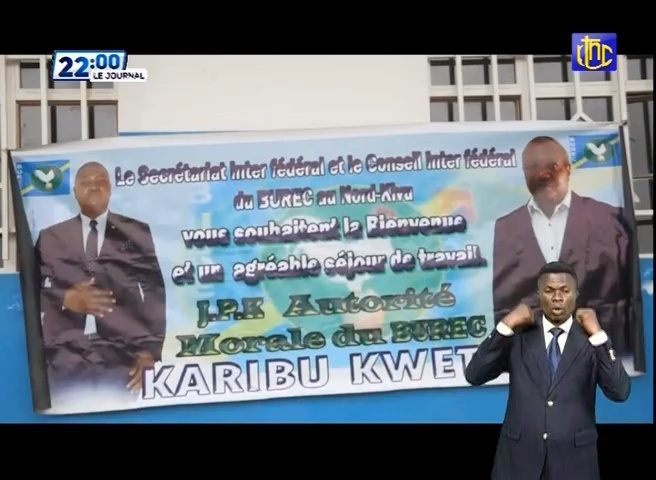 22:00
LE JOURNAL
Le Secrétariat Inter fédéral et le Conseil Inter fédéral
du BUREC au Nord-Kivu
vous souhaitent la Bienvenue
et un agréable séjour de travail.
J.P.K Autorité
Morale du BUREC
KARIBU KWET